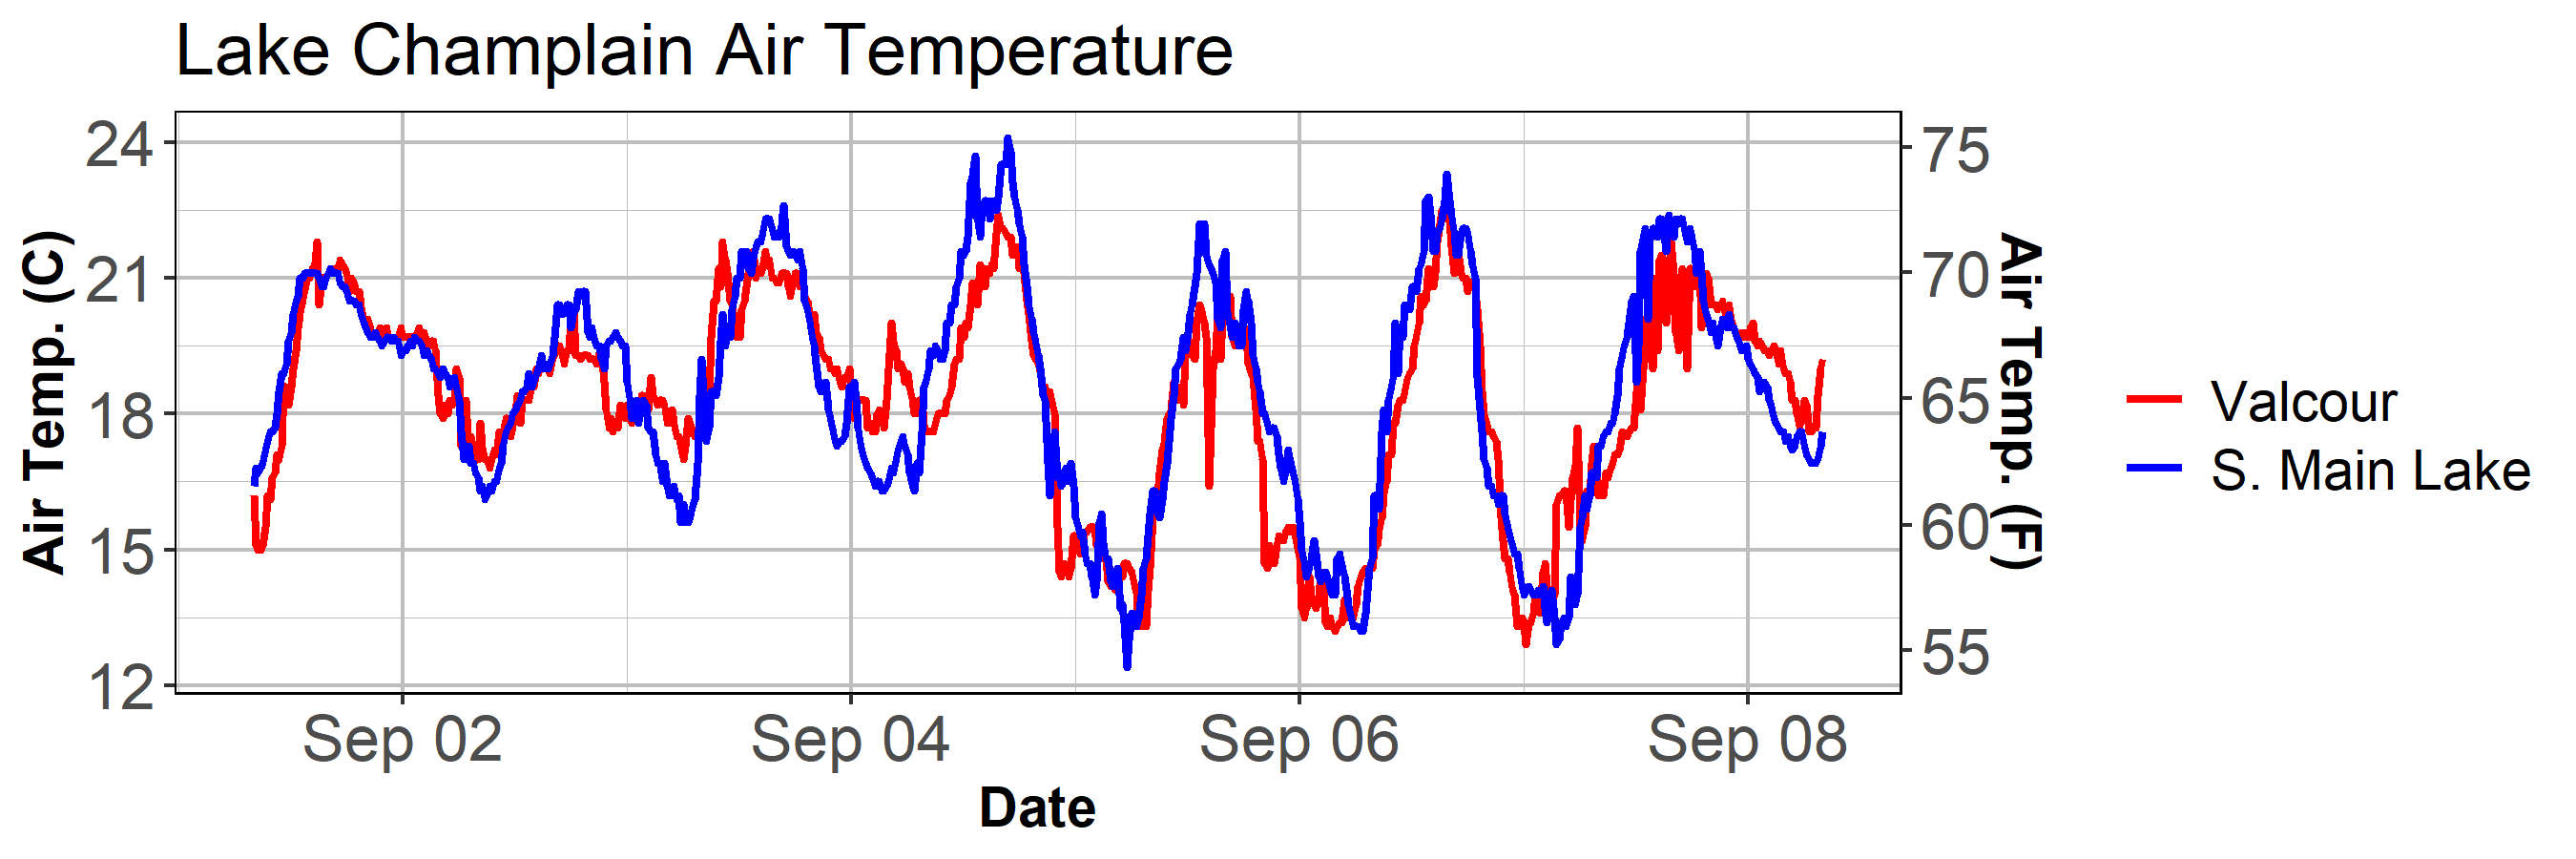 Lake Champlain Air Temperature
Air Temp. (C)
24
21
18
15
12
75
70
65
60
55
Air Temp. (F)
Sep 02
Sep 04
Sep 06
Sep 08
Date
Valcour
S. Main Lake